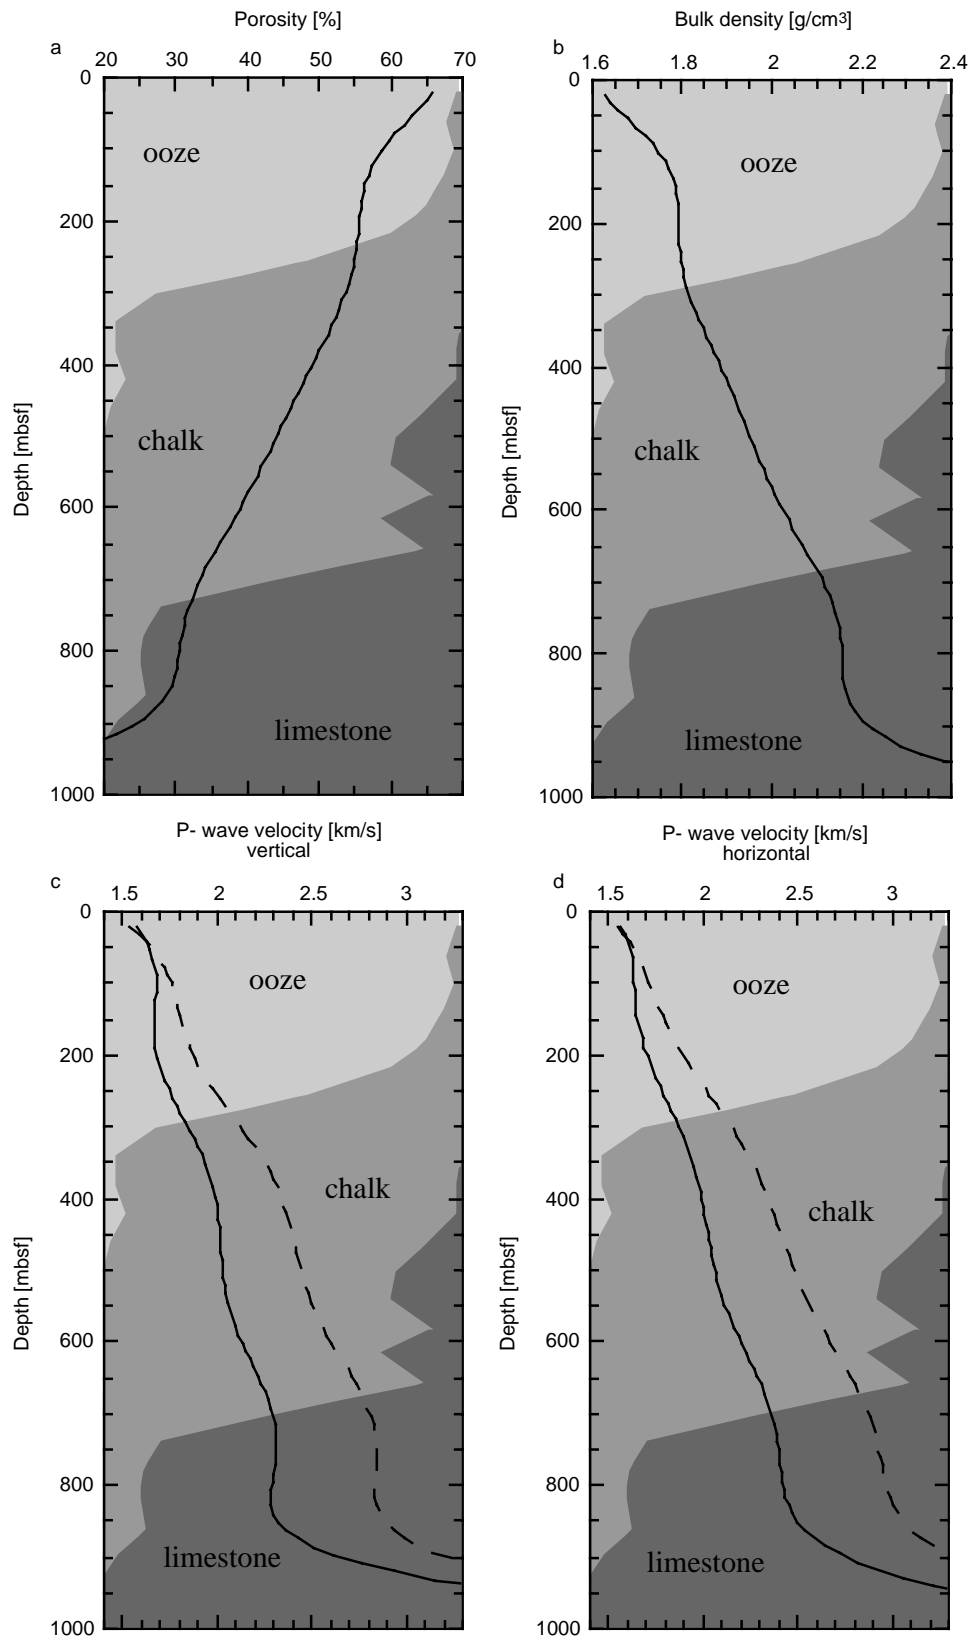 Porosity [%]
a
20 30 40 50 60 70
0
200
400
600
800
1000
Depth [mbsf]
ooze
chalk
limestone
Bulk density [g/cm3]
b
1.6 1.8 2 2.2 2.4
0
200
400
600
800
1000
Depth [mbsf]
ooze
chalk
limestone
P- wave velocity [km/s]
vertical
c
1.5 2 2.5 3
0
200
400
600
800
1000
Depth [mbsf]
ooze
chalk
limestone
P- wave velocity [km/s]
horizontal
d
1.5 2 2.5 3
0
200
400
600
800
1000
Depth [mbsf]
ooze
chalk
limestone